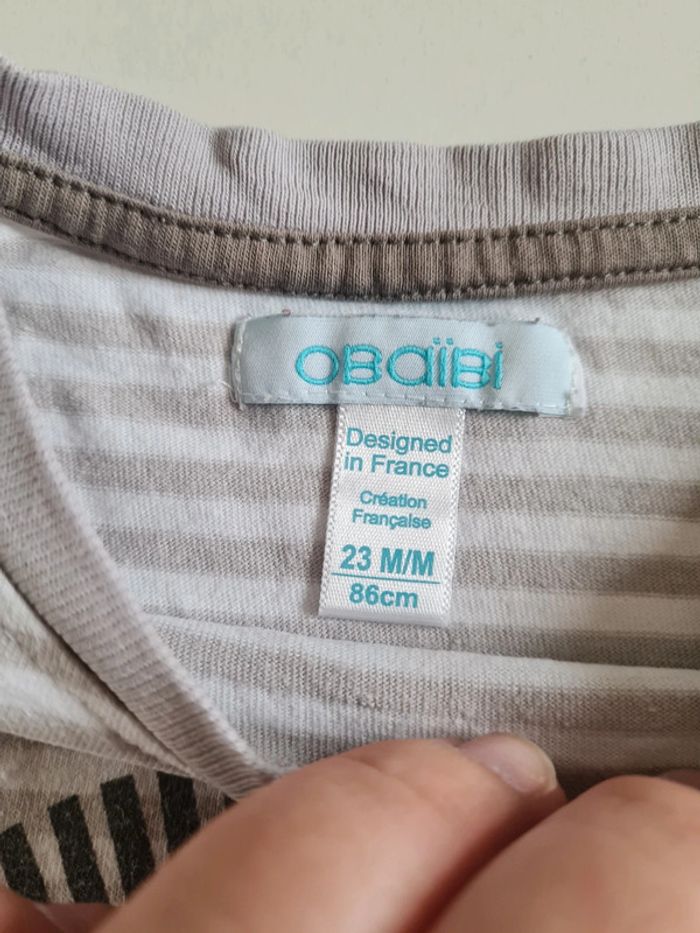 OBaïBi
Designed
in France
Création
Française
23 M/M
86cm